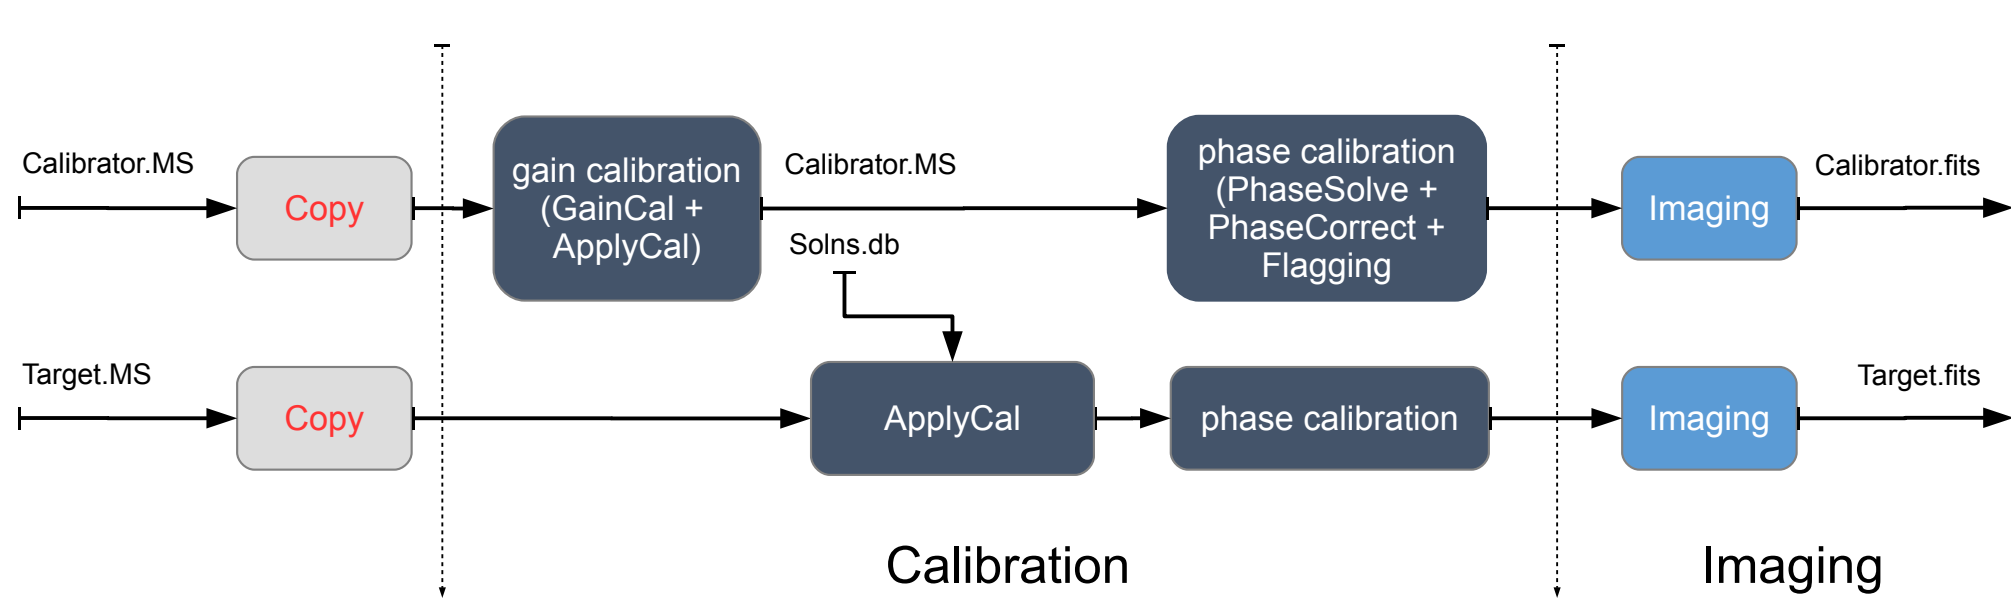 Calibrator.MS
Copy
gain calibration
(GainCal +
ApplyCal)
Calibrator.MS
Solns.db
phase calibration
(PhaseSolve +
PhaseCorrect +
Flagging
Imaging
Calibrator.fits
Target.MS
Copy
ApplyCal
phase calibration
Imaging
Target.fits
Calibration
Imaging